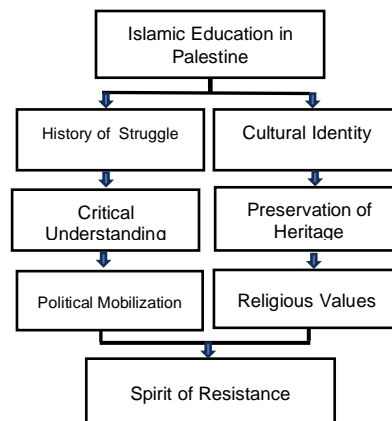 Islamic Education in
Palestine
History of Struggle
Cultural Identity
Critical
Understanding
Preservation of
Heritage
Political Mobilization
Religious Values
Spirit of Resistance